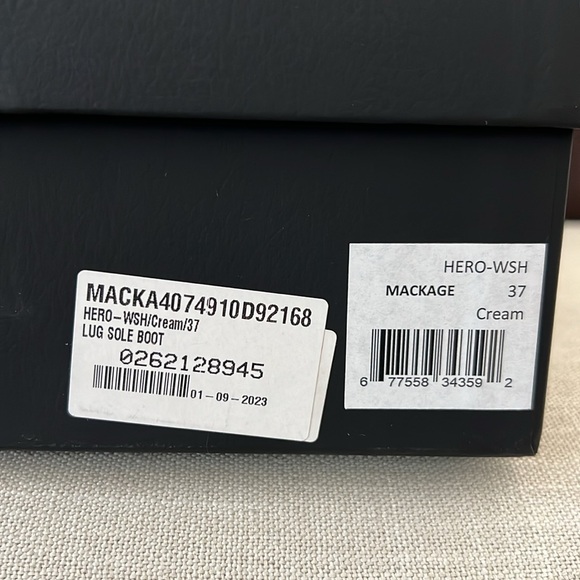 MACKA4074910D92168
HERO-WSH/Cream/37
LUG SOLE BOOT
0262128945
01-09-2023
HERO-WSH
MACKAGE 37
Cream
6 77558 34359 2